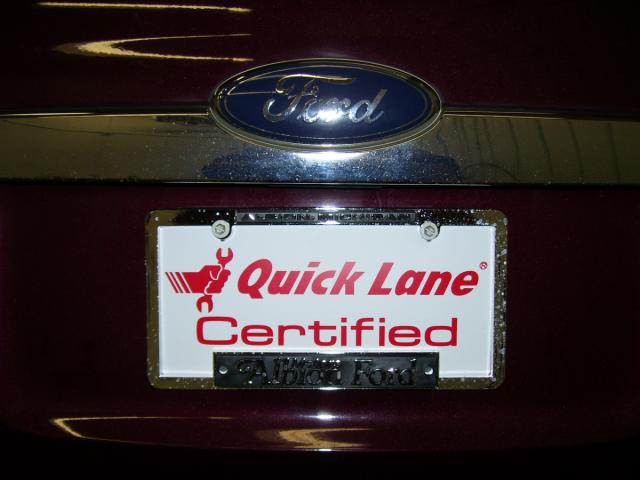 Ford
ALBION, MICHIGAN
Quick Lane®
Certified
Albion Ford